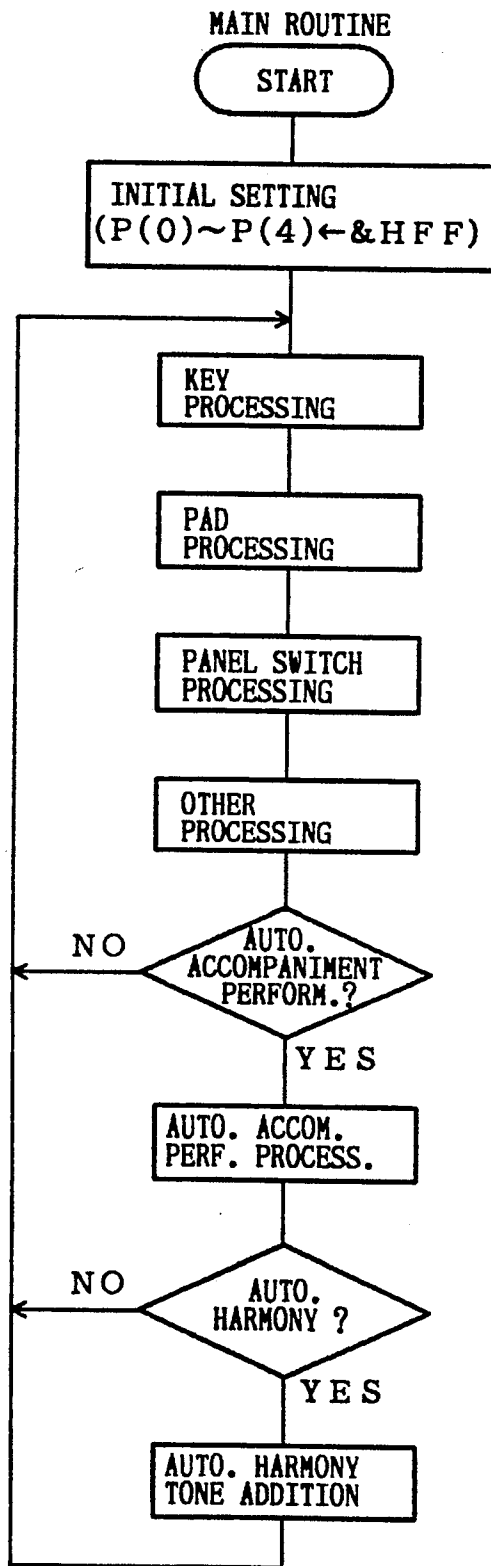 MAIN ROUTINE
START
INITIAL SETTING
(P(0)~P(4)←&HFF)
KEY
PROCESSING
PAD
PROCESSING
PANEL SWITCH
PROCESSING
OTHER
PROCESSING
NO
AUTO.
ACCOMPANIMENT
PERFORM.?
YES
AUTO. ACCOM.
PERF. PROCESS.
NO
AUTO.
HARMONY ?
YES
AUTO. HARMONY
TONE ADDITION